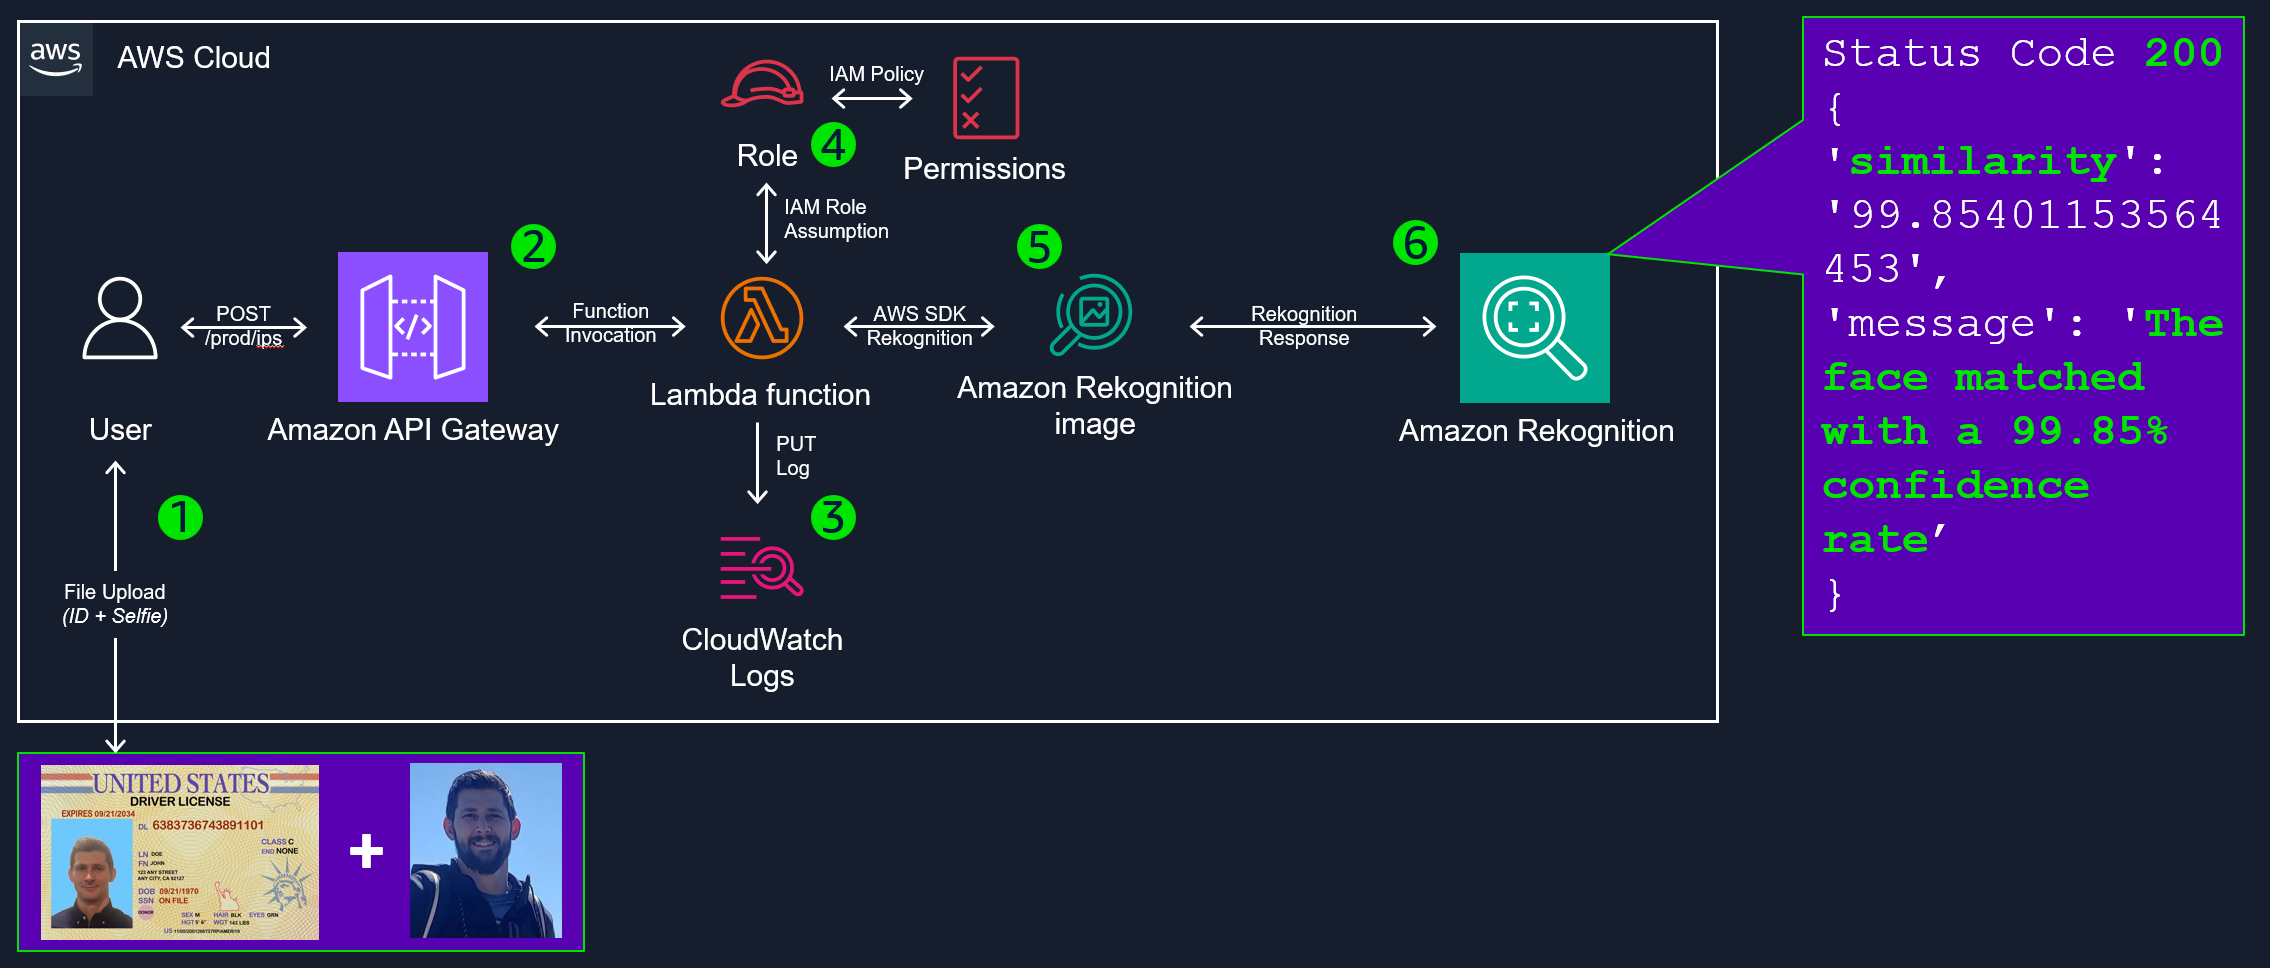 aws
AWS Cloud
IAM Policy
Role
4
Permissions
IAM Role
Assumption
2
5
6
POST
/prod/ips
Function
Invocation
AWS SDK
Rekognition
Rekognition
Response
User
Amazon API Gateway
Lambda function
Amazon Rekognition
image
Amazon Rekognition
PUT
Log
1
3
File Upload
(ID + Selfie)
CloudWatch
Logs
Status Code 200
{
'similarity':
'99.85401153564
453',
'message': 'The
face matched
with a 99.85%
confidence
rate’
}
UNITED STATES
DRIVER LICENSE
EXPIRES 09/21/2034
DL 6383736743891101
CLASS C
END NONE
LN DOE
FN JOHN
123 ANY STREET
ANY CITY, CA 92127
DOB 09/21/1970
SSN ON FILE
DONOR
SEX M HAIR BLK EYES GRN
HGT 5' 6" WGT 143 LBS
+